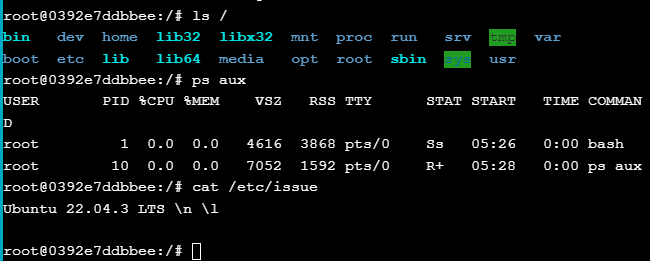 root@0392e7ddbbee:/# ls /
bin   dev  home  lib32  libx32  mnt  proc  run   srv  tmp  var
boot  etc  lib   lib64  media   opt  root  sbin  sys  usr
root@0392e7ddbbee:/# ps aux
USER         PID %CPU %MEM    VSZ   RSS TTY      STAT START   TIME COMMAN
D
root           1  0.0  0.0   4616  3868 pts/0    Ss   05:26   0:00 bash
root          10  0.0  0.0   7052  1592 pts/0    R+   05:28   0:00 ps aux
root@0392e7ddbbee:/# cat /etc/issue
Ubuntu 22.04.3 LTS \n \l
root@0392e7ddbbee:/#